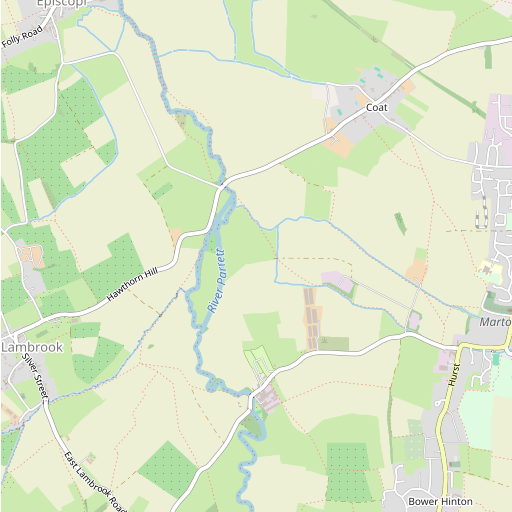 Episcopi
Folly Road
Coat
River Parrett
Hawthorn Hill
Lambrook
Silver Street
Marto
Hurst
East Lambrook Road
Bower Hinton